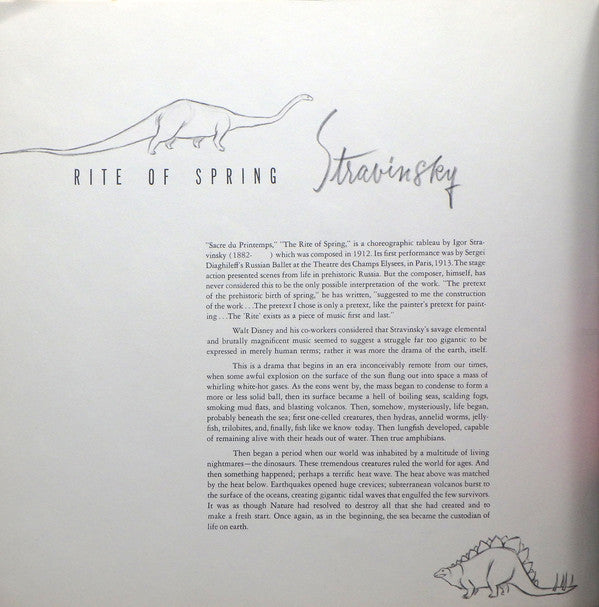 RITE OF SPRING
Stravinsky
"Sacre du Printemps," "The Rite of Spring," is a choreographic tableau by Igor Stra-
vinsky (1882-      ) which was composed in 1912. Its first performance was by Sergei
Diaghileff's Russian Ballet at the Theatre des Champs Elysees, in Paris, 1913. The stage
action presented scenes from life in prehistoric Russia. But the composer, himself, has
never considered this to be the only possible interpretation of the work. "The pretext
of the prehistoric birth of spring," he has written, "suggested to me the construction
of the work . . . The pretext I chose is only a pretext, like the painter's pretext for paint-
ing . . . The 'Rite' exists as a piece of music first and last."
Walt Disney and his co-workers considered that Stravinsky's savage elemental
and brutally magnificent music seemed to suggest a struggle far too gigantic to be
expressed in merely human terms; rather it was more the drama of the earth, itself.
This is a drama that begins in an era inconceivably remote from our times,
when some awful explosion on the surface of the sun flung out into space a mass of
whirling white-hot gases. As the eons went by, the mass began to condense to form a
more or less solid ball, then its surface became a hell of boiling seas, scalding fogs,
smoking mud flats, and blasting volcanos. Then, somehow, mysteriously, life began,
probably beneath the sea; first one-celled creatures, then hydras, anneld worms, jelly-
fish, trilobites, and, finally, fish like we know today. Then lungfish developed, capable
of remaining alive with their heads out of water. Then true amphibians.
Then began a period when our world was inhabited by a multitude of living
nightmares—the dinosaurs. These tremendous creatures ruled the world for ages. And
then something happened; perhaps a terrific heat wave. The heat above was matched
by the heat below. Earthquakes opened huge crevices; subterranean volcanos burst to
the surface of the oceans, creating gigantic tidal waves that engulfed the few survivors.
It was as though Nature had resolved to destroy all that she had created and to
make a fresh start. Once again, as in the beginning, the sea became the custodian of
life on earth.